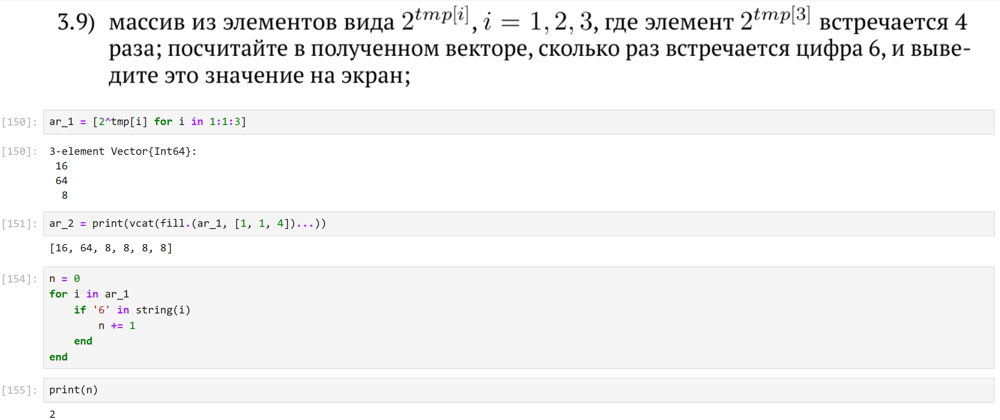 3.9) массив из элементов вида 2^{tmp[i]}, i = 1, 2, 3, где элемент 2^{tmp[3]} встречается 4
раза; посчитайте в полученном векторе, сколько раз встречается цифра 6, и выве-
дите это значение на экран;
[150]: ar_1 = [2^tmp[i] for i in 1:1:3]
[150]: 3-element Vector{Int64}:
16
64
8
[151]: ar_2 = print(vcat(fill.(ar_1, [1, 1, 4])...))
[16, 64, 8, 8, 8, 8]
[154]: n = 0
for i in ar_1
    if '6' in string(i)
        n += 1
    end
end
[155]: print(n)
2